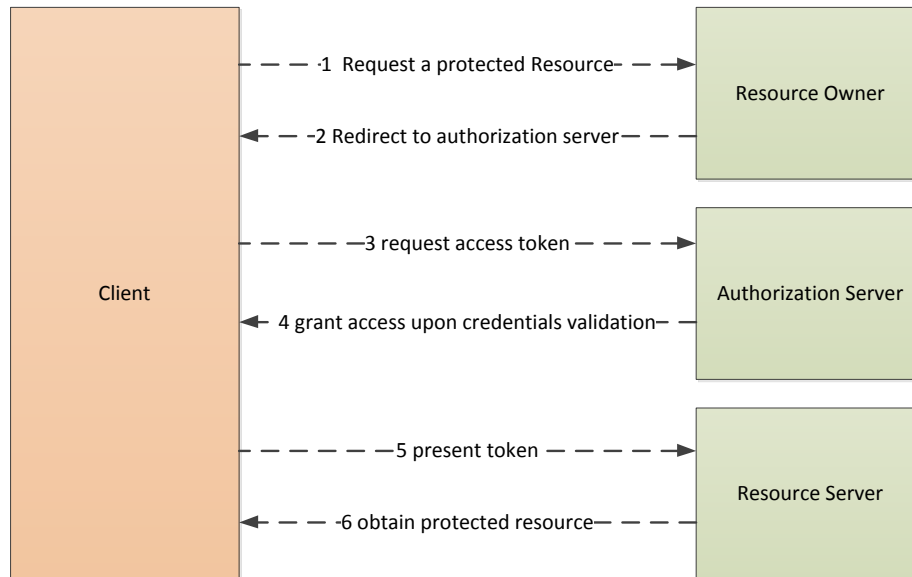 1 Request a protected Resource
Resource Owner
2 Redirect to authorization server
3 request access token
Client
Authorization Server
4 grant access upon credentials validation
5 present token
Resource Server
6 obtain protected resource